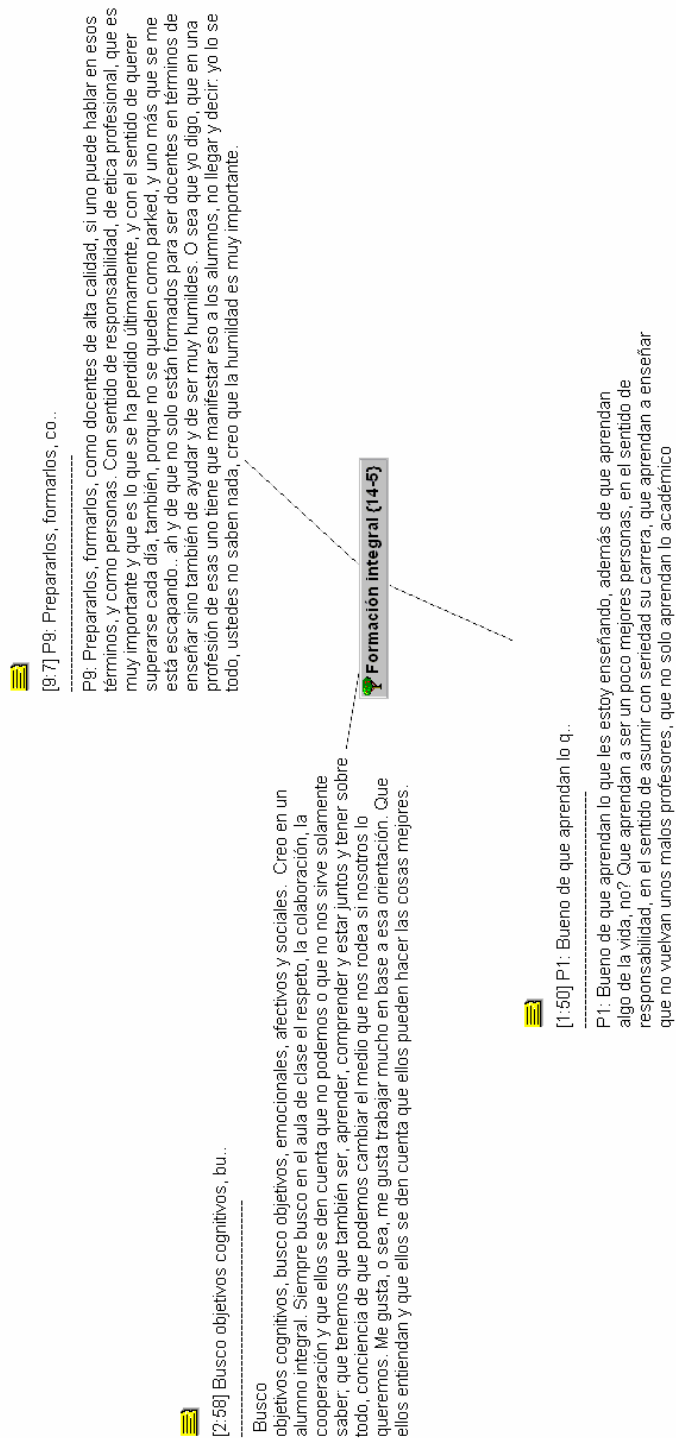 [9:7] P9: Prepararlos, formarlos, co..
P9: Prepararlos, formarlos, como docentes de alta calidad, si uno puede hablar en esos
términos, y como personas. Con sentido de responsabilidad, de etica profesional, que es
muy importante y que es lo que se ha perdido últimamente, y con el sentido de querer
superarse cada día, también, porque no se queden como parked, y uno más que se me
está escapando.. ah y de que no solo están formados para ser docentes en términos de
enseñar sino también de ayudar y de ser muy humildes. O sea que yo digo, que en una
profesión de esas uno tiene que manifestar eso a los alumnos, no llegar y decir: yo lo se
todo, ustedes no saben nada, creo que la humildad es muy importante.
[2:58] Busco objetivos cognitivos, bu..
Busco
objetivos cognitivos, busco objetivos, emocionales, afectivos y sociales. Creo en un
alumno integral. Siempre busco en el aula de clase el respeto, la colaboración, la
cooperación y que ellos se den cuenta que no podemos o que no nos sirve solamente
saber, que tenemos que también ser, aprender, comprender y estar juntos y tener sobre
todo, conciencia de que podemos cambiar el medio que nos rodea si nosotros lo
queremos. Me gusta, o sea, me gusta trabajar mucho en base a esa orientación. Que
ellos entiendan y que ellos se den cuenta que ellos pueden hacer las cosas mejores.
Formación integral {14-5}
[1:50] P1: Bueno de que aprendan lo q..
P1: Bueno de que aprendan lo que les estoy enseñando, además de que aprendan
algo de la vida, no? Que aprendan a ser un poco mejores personas, en el sentido de
responsabilidad, en el sentido de asumir con seriedad su carrera, que aprendan a enseñar
que no vuelvan unos malos profesores, que no solo aprendan lo académico